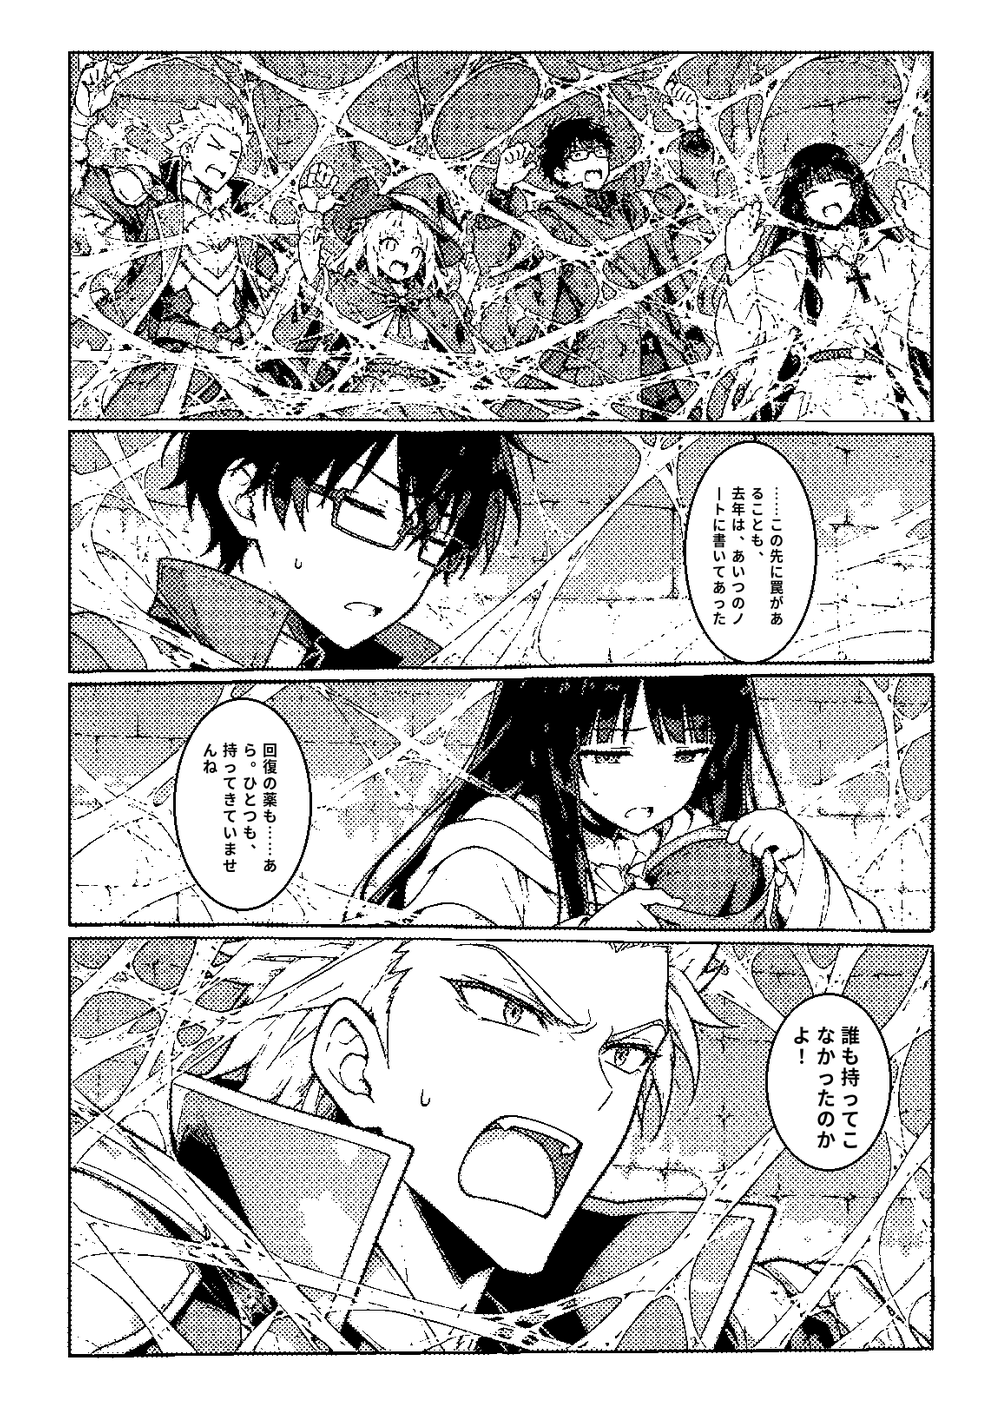 ……この先に罠があ
ることも、
去年は、あいつのノ
ートに書いてあった
回復の薬も……あ
ら。ひとつも、
持ってきていませ
んね
誰も持ってこ
なかったのか
よ！